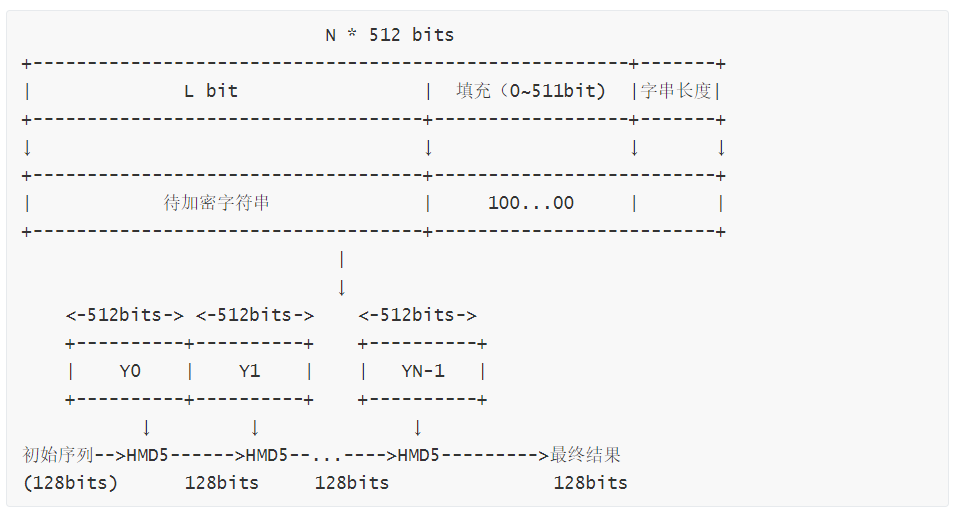 N * 512 bits
+-------------------------------------------------------+--------+
| L bit | 填充（0~511bit) |字串长度|
+------------------------------------+------------------+-------+
↓ ↓ ↓ ↓
+------------------------------------+--------------------------+
| 待加密字符串 | 100...00 | |
+------------------------------------+--------------------------+
|
↓
<-512bits-> <-512bits-> <-512bits->
+----------+----------+ +----------+
| Y0 | Y1 | | YN-1 |
+----------+----------+ +----------+
↓ ↓ ↓
初始序列-->HMD5------>HMD5--...---->HMD5--------->最终结果
(128bits) 128bits 128bits 128bits